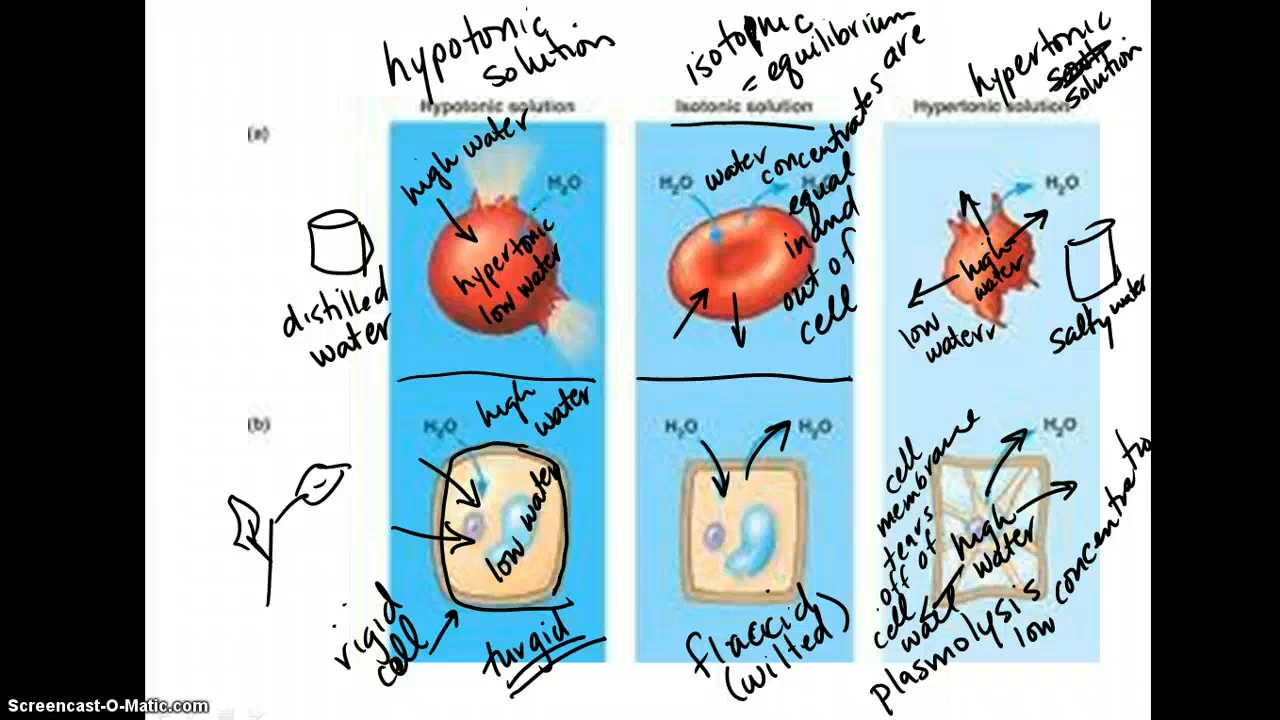 hypotonic
solution
isotonic
= equilibrium
hypertonic
solution
Hypotonic solution
Isotonic solution
Hypertonic solution
(a)
high water
H₂O
hypertonic
low water
distilled
water
H₂O
water
concentrates are
equal
in and
out of
cell
H₂O
high
water
low
water
salty water
(b)
H₂O
high
water
low water
rigid
cell
turgid
H₂O
H₂O
flaccid
(wilted)
H₂O
cell
membrane
tears
off of
cell
wall
high
water
plasmolysis
low
Screencast-O-Matic.com